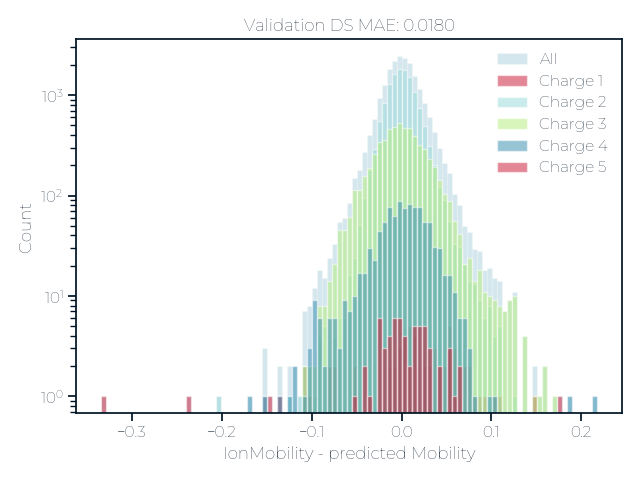 Validation DS MAE: 0.0180
All
Charge 1
Charge 2
Charge 3
Charge 4
Charge 5
Count
10³
10²
10¹
10⁰
−0.3 −0.2 −0.1 0.0 0.1 0.2
IonMobility - predicted Mobility